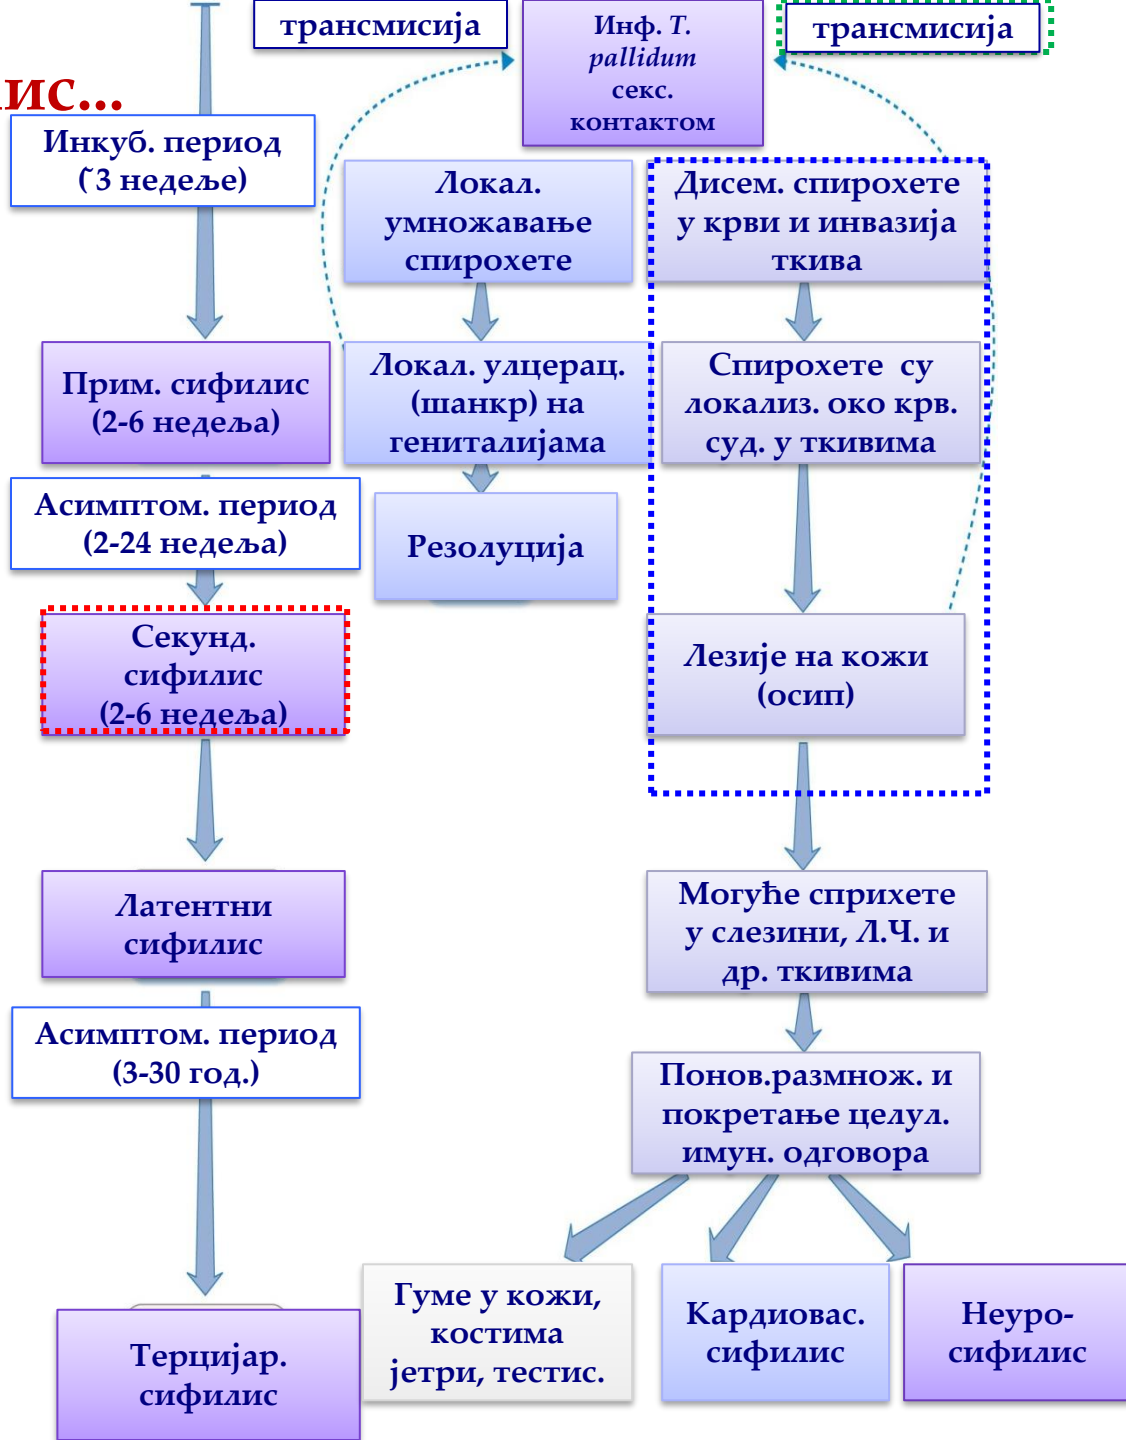 трансмисија
Инф. T.
pallidum
секс.
контактом
трансмисија
ис...
Инкуб. период
(˜3 недеље)
Локал.
умножавање
спирохете
Дисем. спирохете
у крви и инвазија
ткива
Прим. сифилис
(2-6 недеља)
Локал. улцерац.
(шанкр) на
гениталијама
Спирохете су
локализ. око крв.
суд. у ткивима
Асимптом. период
(2-24 недеља)
Резолуција
Секунд.
сифилис
(2-6 недеља)
Лезије на кожи
(осип)
Латентни
сифилис
Могуће сприхете
у слезини, Л.Ч. и
др. ткивима
Асимптом. период
(3-30 год.)
Понов.размнож. и
покретање целул.
имун. одговора
Терцијар.
сифилис
Гуме у кожи,
костима
јетри, тестис.
Кардиовас.
сифилис
Неуро-
сифилис